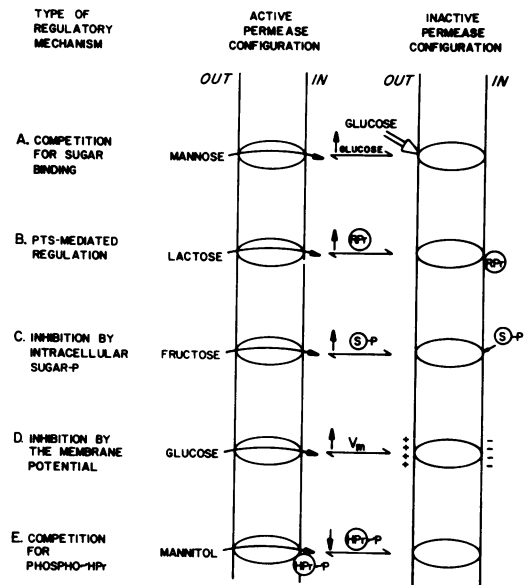 TYPE OF
REGULATORY
MECHANISM
ACTIVE
PERMEASE
CONFIGURATION
INACTIVE
PERMEASE
CONFIGURATION
OUT IN OUT IN
A. COMPETITION
FOR SUGAR
BINDING
MANNOSE
GLUCOSE
GLUCOSE
B. PTS-MEDIATED
REGULATION
LACTOSE
RPr
RPr
C. INHIBITION BY
INTRACELLULAR
SUGAR-P
FRUCTOSE
S-P
S-P
D. INHIBITION BY
THE MEMBRANE
POTENTIAL
GLUCOSE
Vm
+ -
+ -
+ -
+ -
E. COMPETITION
FOR
PHOSPHO~HPr
MANNITOL
HPr~P
HPr~P